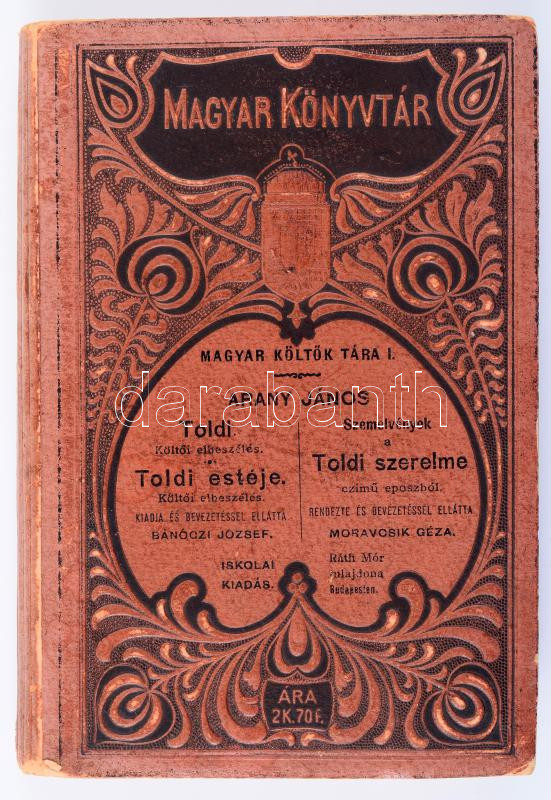 MAGYAR KÖNYVTÁR
MAGYAR KÖLTŐK TÁRA I.
ARANY JÁNOS
Toldi.
Költői elbeszélés.
Toldi estéje.
Költői elbeszélés.
KIADJA ÉS BEVEZETÉSSEL ELLÁTTA
BÁNÓCZI JÓZSEF.
ISKOLAI
KIADÁS.
Szemelvények
a
Toldi szerelme
czimű eposzból.
RENDEZTE ÉS BEVEZETÉSSEL ELLÁTTA
MORAVCSIK GÉZA.
Ráth Mór
tulajdona
Budapesten.
ÁRA
2K.70f.
darabanth